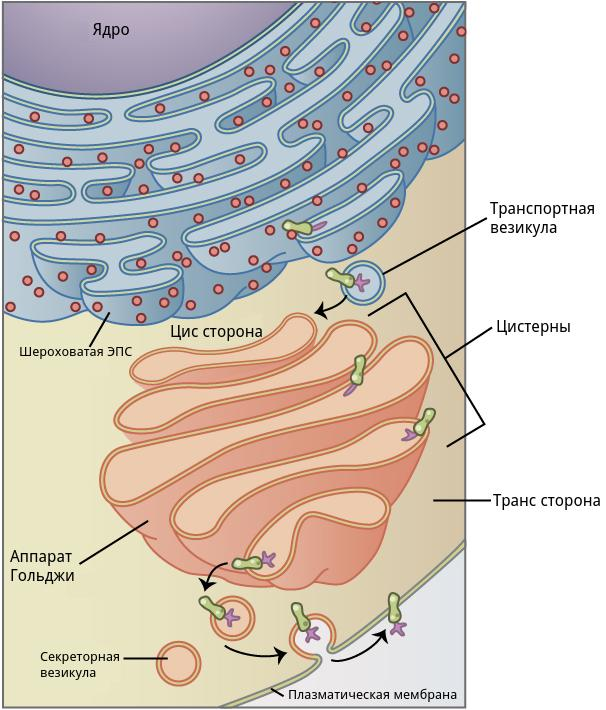 Ядро
Транспортная
везикула
Цис сторона
Цистерны
Шероховатая ЭПС
Транс сторона
Аппарат
Гольджи
Секреторная
везикула
Плазматическая мембрана